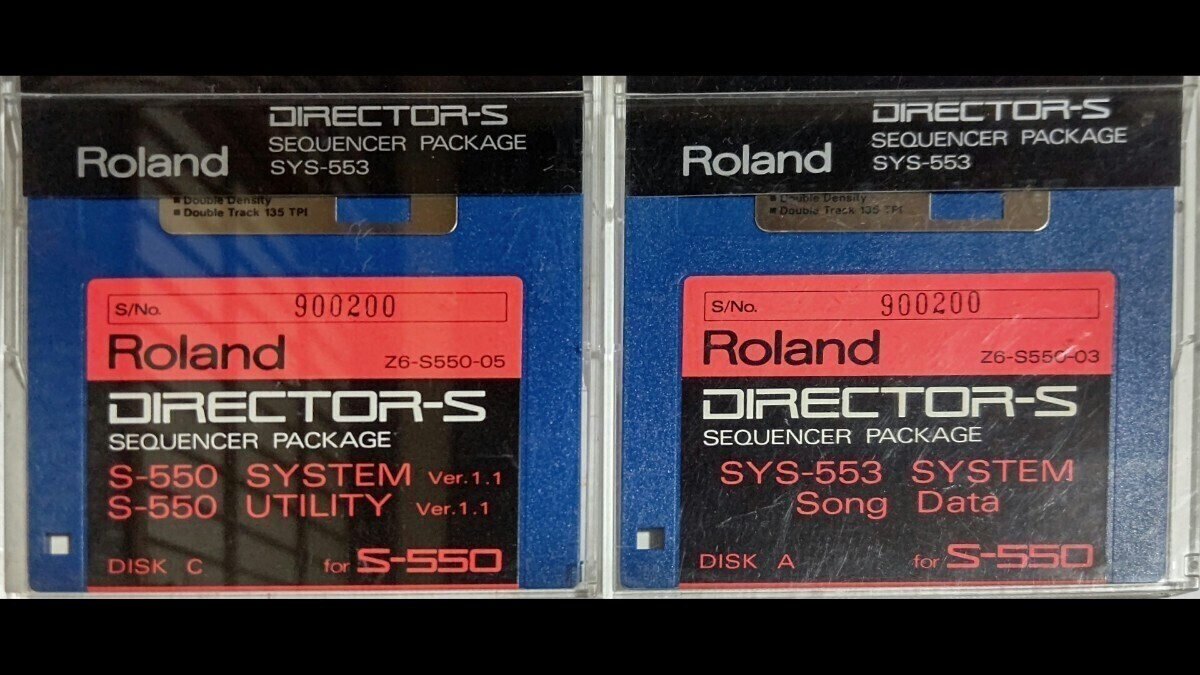 DIRECTOR-S
SEQUENCER PACKAGE
Roland
SYS-553
■ Double Density
■ Double Track 135 TPI
S/No. 900200
Roland
Z6-S550-05
DIRECTOR-S
SEQUENCER PACKAGE
S-550 SYSTEM Ver.1.1
S-550 UTILITY Ver.1.1
DISK C for S-550
DIRECTOR-S
SEQUENCER PACKAGE
Roland
SYS-553
■ Double Density
■ Double Track 135 TPI
S/No. 900200
Roland
Z6-S550-03
DIRECTOR-S
SEQUENCER PACKAGE
SYS-553 SYSTEM
Song Data
DISK A for S-550